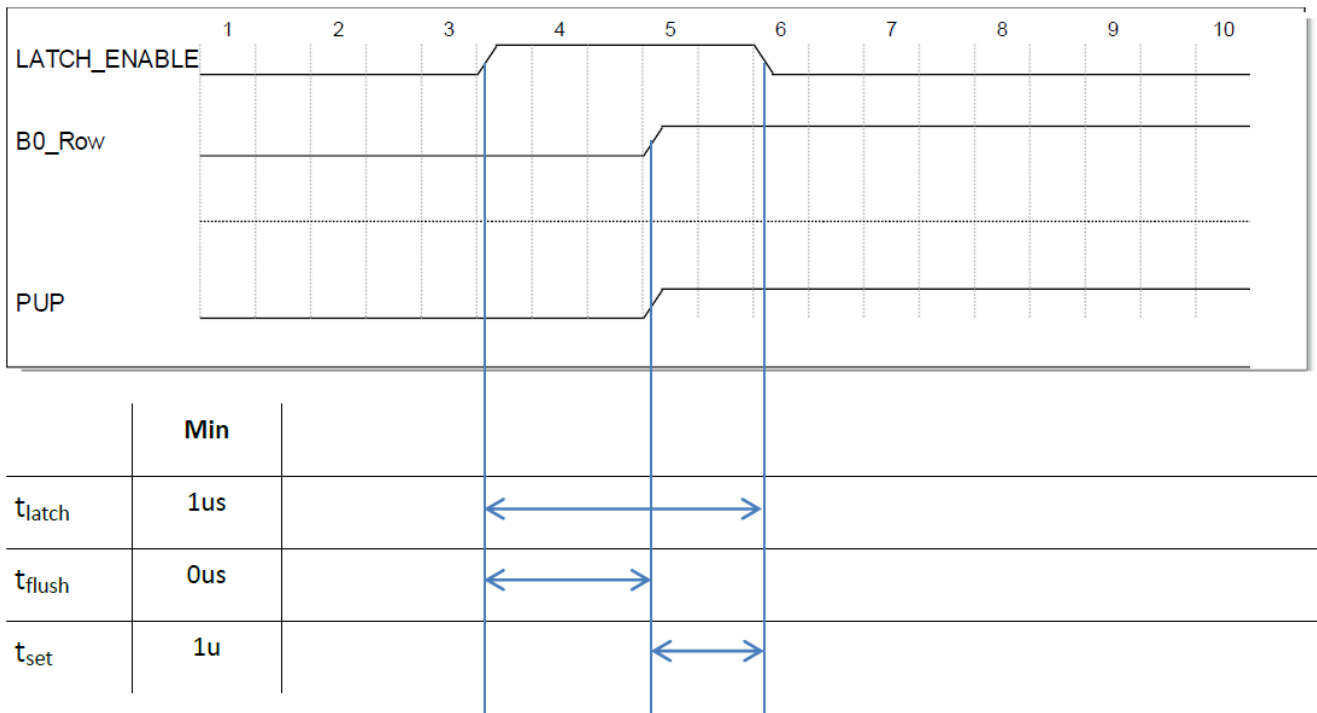 1 2 3 4 5 6 7 8 9 10
LATCH_ENABLE
B0_Row
PUP
Min
tlatch 1us
tflush 0us
tset 1u